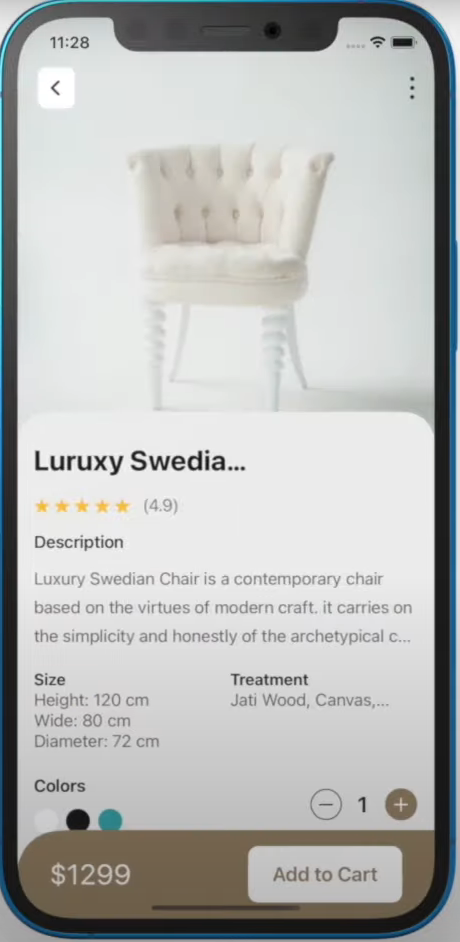 11:28
Luruxy Swedia...
(4.9)
Description
Luxury Swedian Chair is a contemporary chair
based on the virtues of modern craft. it carries on
the simplicity and honestly of the archetypical c...
Size
Treatment
Height: 120 cm
Jati Wood, Canvas,...
Wide: 80 cm
Diameter: 72 cm
Colors
1
$1299
Add to Cart